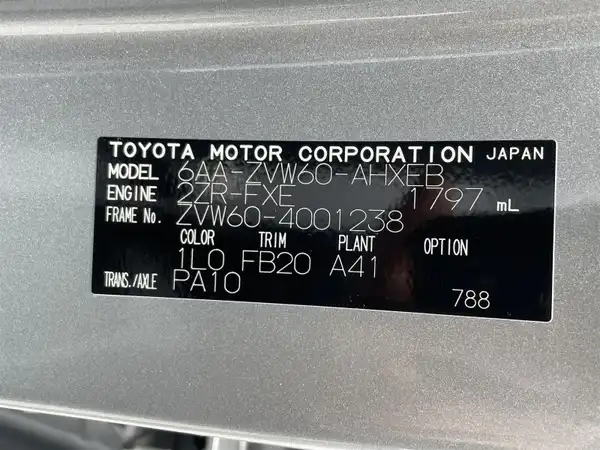 TOYOTA MOTOR CORPORATION JAPAN
MODEL 6AA-ZVW60-AHXEB
ENGINE 2ZR-FXE 1797 mL
FRAME No. ZVW60-4001238
COLOR TRIM PLANT OPTION
1L0 FB20 A41
TRANS./AXLE PA10
788